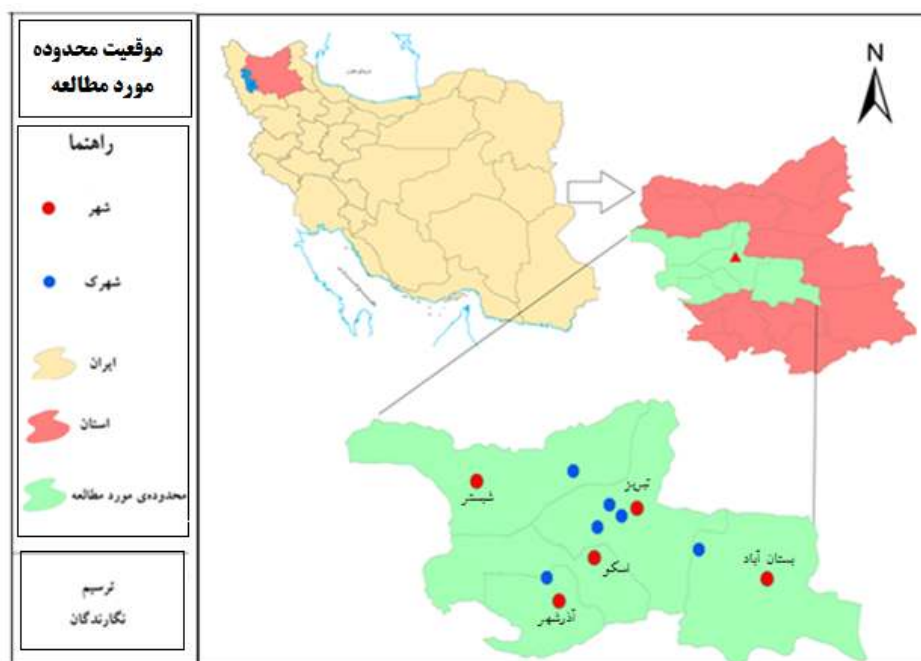 موقعیت محدوده
مورد مطالعه
راهنما
شهر
شهرک
ایران
استان
محدوده‌ی مورد مطالعه
ترسیم
نگارندگان
N
شبستر
تبریز
اسکو
بستان آباد
آذرشهر